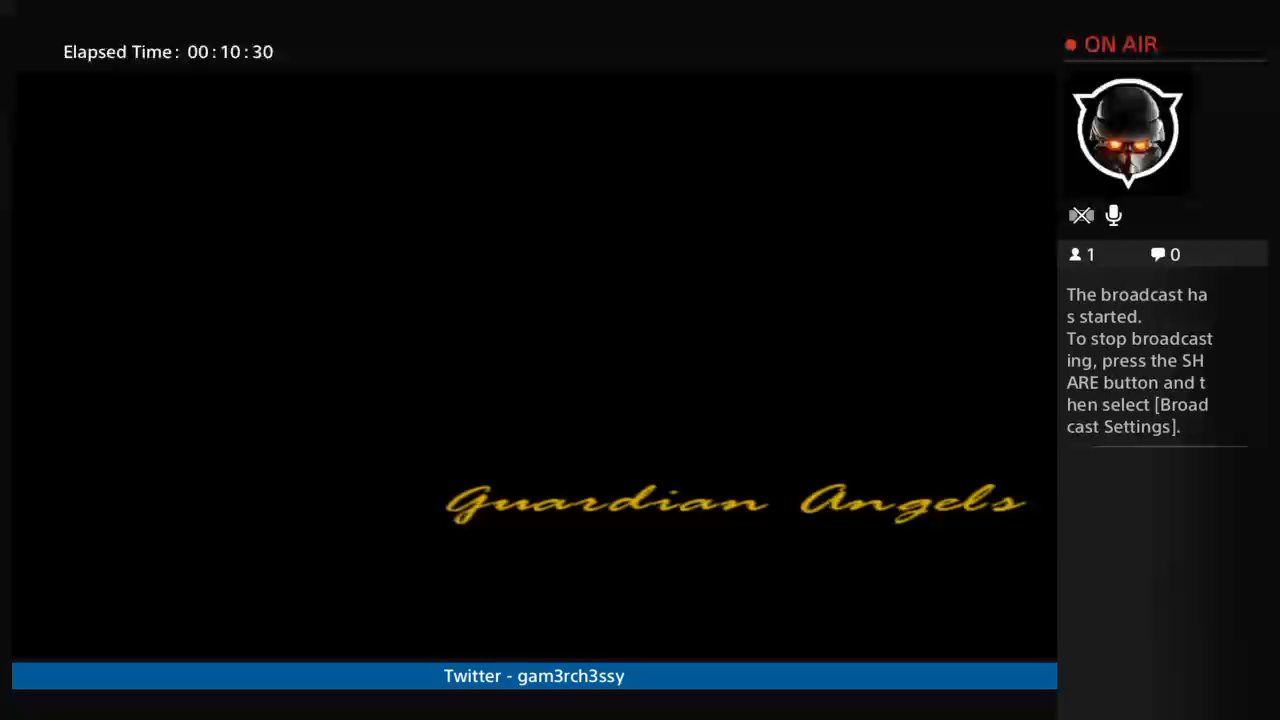 Elapsed Time: 00:10:30
ON AIR
1 0
The broadcast ha
s started.
To stop broadcast
ing, press the SH
ARE button and t
hen select [Broad
cast Settings].
Guardian Angels
Twitter - gam3rch3ssy